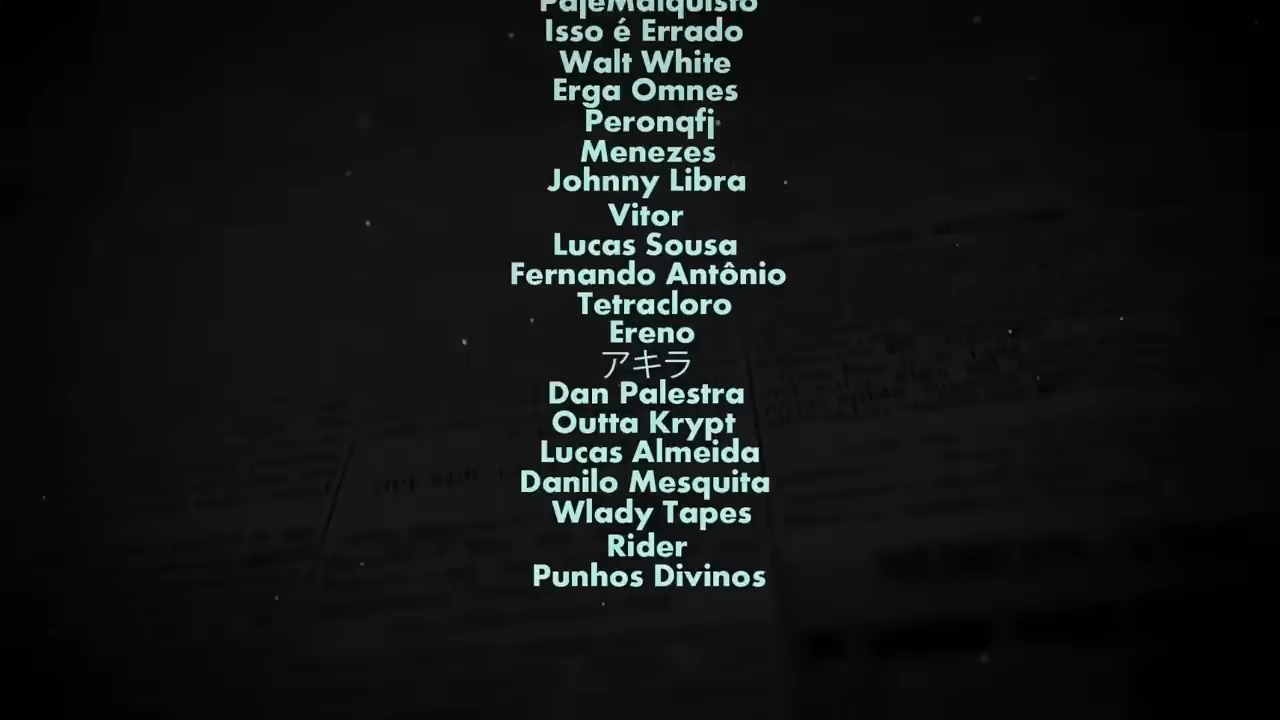 PajéMalquisto
Isso é Errado
Walt White
Erga Omnes
Peronqfj
Menezes
Johnny Libra
Vitor
Lucas Sousa
Fernando Antônio
Tetracloro
Ereno
アキラ
Dan Palestra
Outta Krypt
Lucas Almeida
Danilo Mesquita
Wlady Tapes
Rider
Punhos Divinos